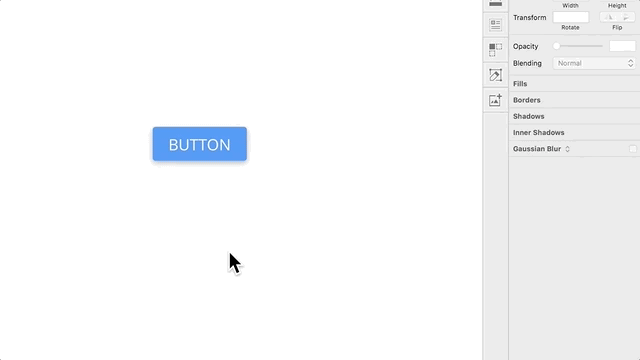 Width Height
Transform
Rotate Flip
Opacity
Blending Normal
Fills
Borders
BUTTON
Shadows
Inner Shadows
Gaussian Blur